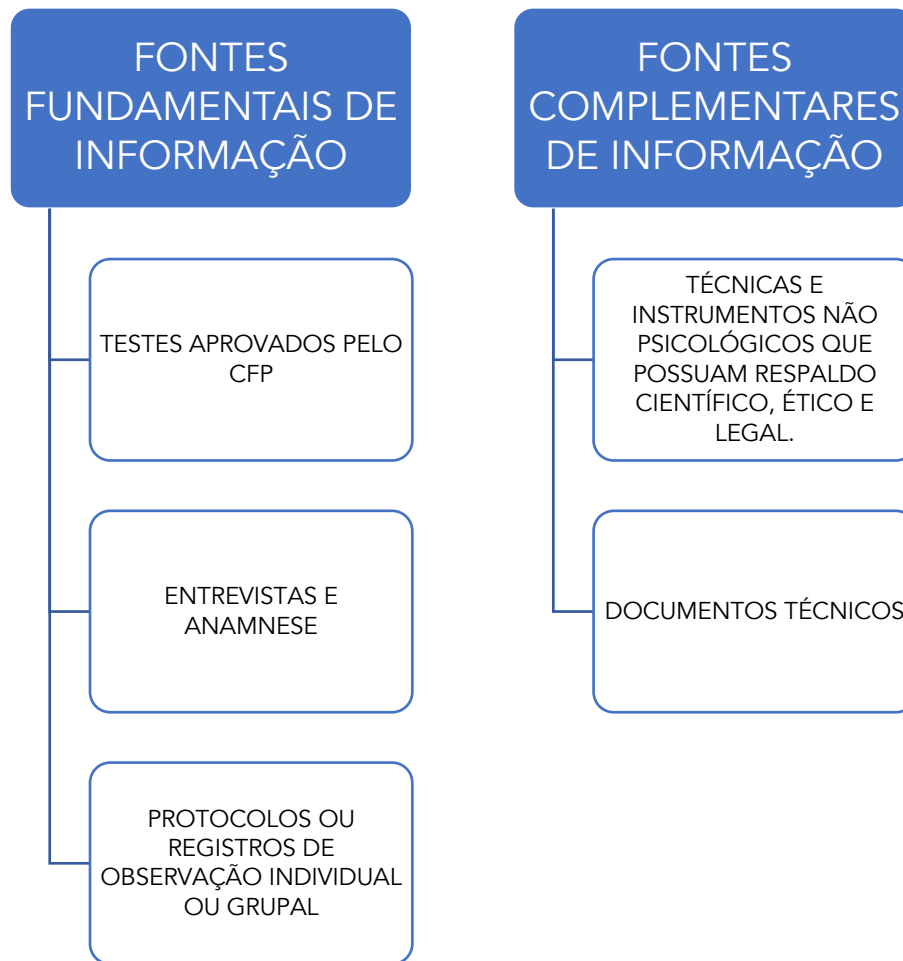 FONTES
FUNDAMENTAIS DE
INFORMAÇÃO
TESTES APROVADOS PELO
CFP
ENTREVISTAS E
ANAMNESE
PROTOCOLOS OU
REGISTROS DE
OBSERVAÇÃO INDIVIDUAL
OU GRUPAL
FONTES
COMPLEMENTARES
DE INFORMAÇÃO
TÉCNICAS E
INSTRUMENTOS NÃO
PSICOLÓGICOS QUE
POSSUAM RESPALDO
CIENTÍFICO, ÉTICO E
LEGAL.
DOCUMENTOS TÉCNICOS